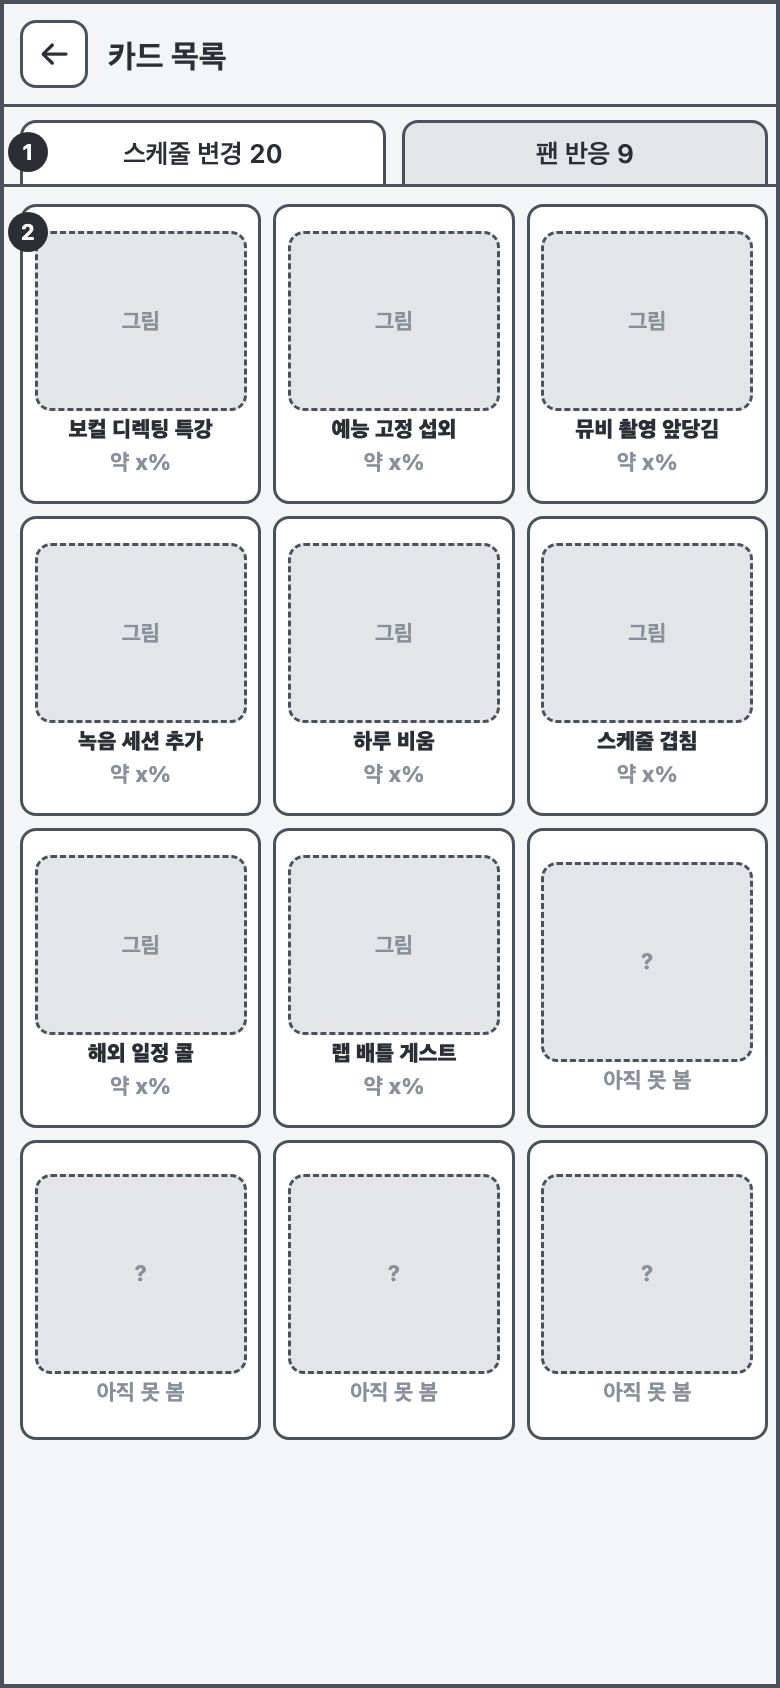 카드 목록
1
스케줄 변경 20
팬 반응 9
2
그림
그림
그림
보컬 디렉팅 특강
예능 고정 섭외
뮤비 촬영 앞당김
약 x%
약 x%
약 x%
그림
그림
그림
녹음 세션 추가
하루 비움
스케줄 겹침
약 x%
약 x%
약 x%
그림
그림
?
해외 일정 콜
랩 배틀 게스트
아직 못 봄
약 x%
약 x%
?
?
?
아직 못 봄
아직 못 봄
아직 못 봄